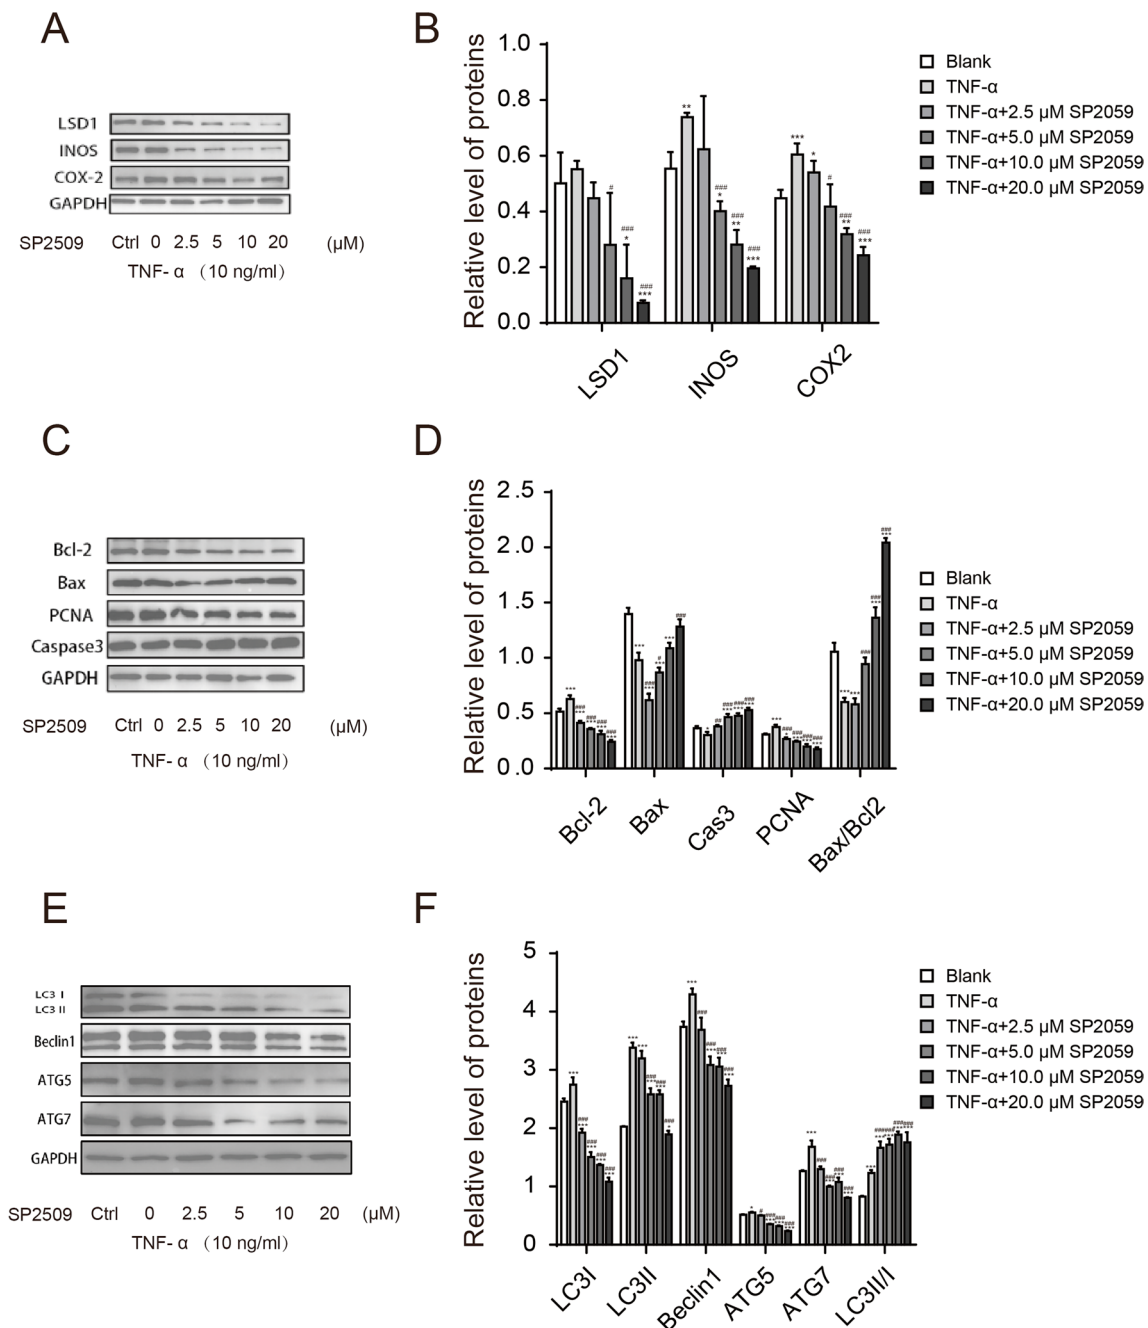 A
LSD1
INOS
COX-2
GAPDH
SP2509 Ctrl 0 2.5 5 10 20 (μM)
TNF- α （10 ng/ml）
B
Relative level of proteins
1.0
0.8
0.6
0.4
0.2
0.0
LSD1
INOS
COX2
Blank
TNF-α
TNF-α+2.5 μM SP2059
TNF-α+5.0 μM SP2059
TNF-α+10.0 μM SP2059
TNF-α+20.0 μM SP2059
C
Bcl-2
Bax
PCNA
Caspase3
GAPDH
SP2509 Ctrl 0 2.5 5 10 20 (μM)
TNF- α （10 ng/ml）
D
Relative level of proteins
2.5
2.0
1.5
1.0
0.5
0.0
Bcl-2
Bax
Cas3
PCNA
Bax/Bcl2
Blank
TNF-α
TNF-α+2.5 μM SP2059
TNF-α+5.0 μM SP2059
TNF-α+10.0 μM SP2059
TNF-α+20.0 μM SP2059
E
LC3 I
LC3 II
Beclin1
ATG5
ATG7
GAPDH
SP2509 Ctrl 0 2.5 5 10 20 (μM)
TNF- α （10 ng/ml）
F
Relative level of proteins
5
4
3
2
1
0
LC3I
LC3II
Beclin1
ATG5
ATG7
LC3II/I
Blank
TNF-α
TNF-α+2.5 μM SP2059
TNF-α+5.0 μM SP2059
TNF-α+10.0 μM SP2059
TNF-α+20.0 μM SP2059